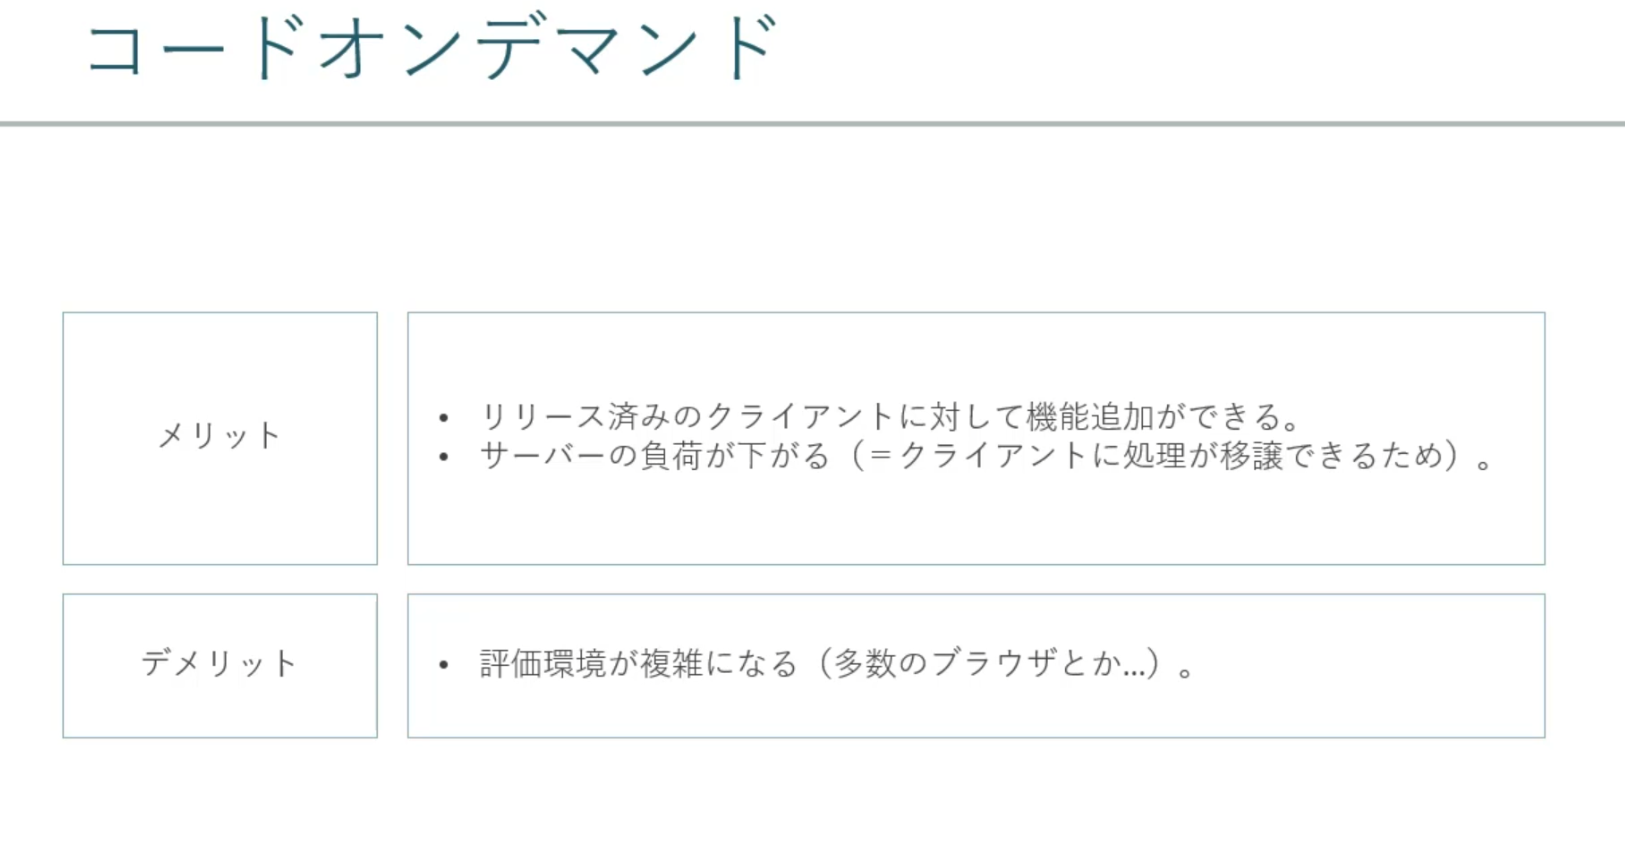 コードオンデマンド
メリット
• リリース済みのクライアントに対して機能追加ができる。
• サーバーの負荷が下がる（＝クライアントに処理が移譲できるため）。
デメリット
• 評価環境が複雑になる（多数のブラウザとか…）。